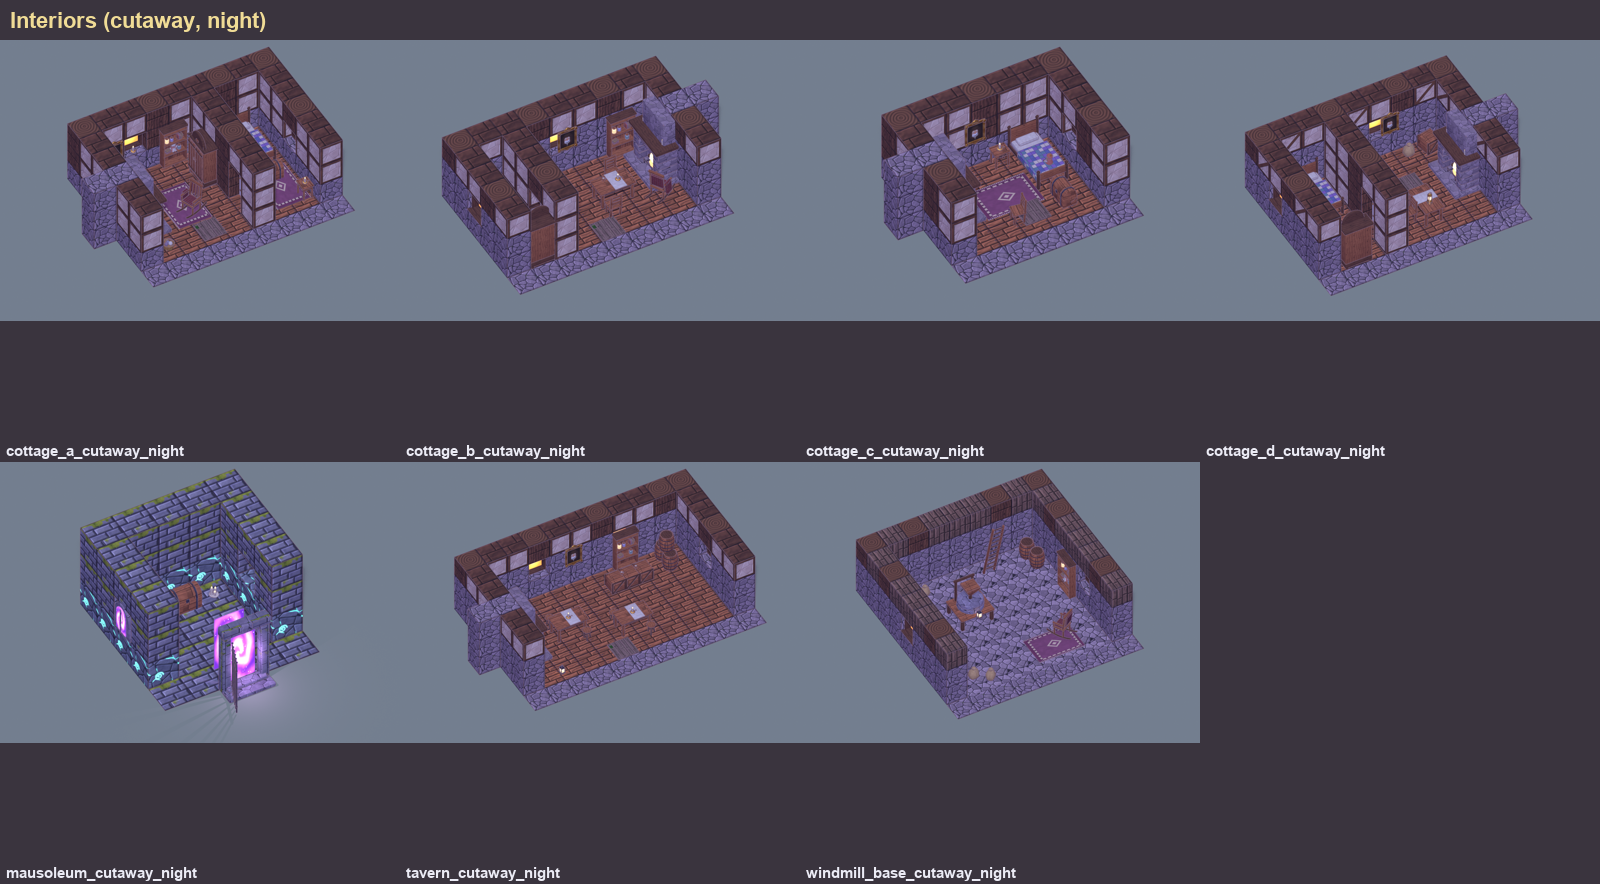 Interiors (cutaway, night)
cottage_a_cutaway_night
cottage_b_cutaway_night
cottage_c_cutaway_night
cottage_d_cutaway_night
mausoleum_cutaway_night
tavern_cutaway_night
windmill_base_cutaway_night